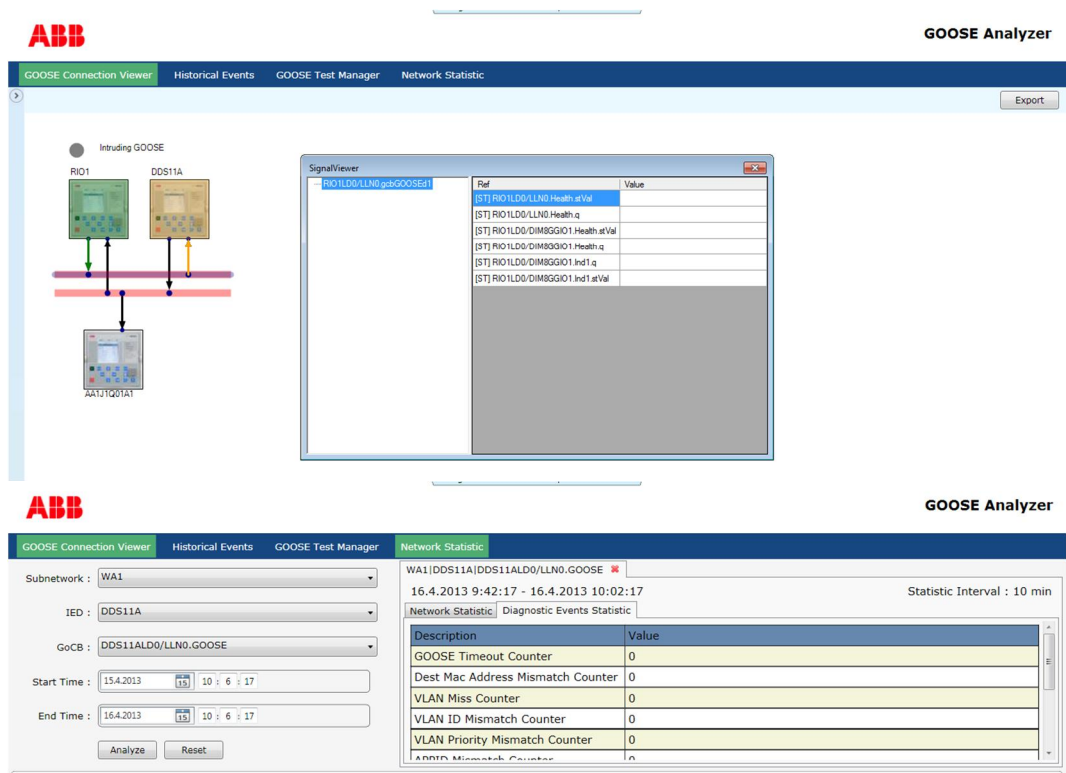 ABB
GOOSE Analyzer
GOOSE Connection Viewer Historical Events GOOSE Test Manager Network Statistic
Export
Intruding GOOSE
RIO1 DDS11A
AA1J1Q01A1
SignalViewer
RIO1LD0/LLN0.gcbGOOSEd1
Ref Value
[ST] RIO1LD0/LLN0.Health.stVal
[ST] RIO1LD0/LLN0.Health.q
[ST] RIO1LD0/DIM8GGIO1.Health.stVal
[ST] RIO1LD0/DIM8GGIO1.Health.q
[ST] RIO1LD0/DIM8GGIO1.Ind1.q
[ST] RIO1LD0/DIM8GGIO1.Ind1.stVal
ABB
GOOSE Analyzer
GOOSE Connection Viewer Historical Events GOOSE Test Manager Network Statistic
Subnetwork : WA1
IED : DDS11A
GoCB : DDS11ALD0/LLN0.GOOSE
Start Time : 15.4.2013 15 10 : 6 : 17
End Time : 16.4.2013 15 10 : 6 : 17
Analyze Reset
WA1|DDS11A|DDS11ALD0/LLN0.GOOSE
16.4.2013 9:42:17 - 16.4.2013 10:02:17 Statistic Interval : 10 min
Network Statistic Diagnostic Events Statistic
Description Value
GOOSE Timeout Counter 0
Dest Mac Address Mismatch Counter 0
VLAN Miss Counter 0
VLAN ID Mismatch Counter 0
VLAN Priority Mismatch Counter 0
APPID Mismatch Counter 0